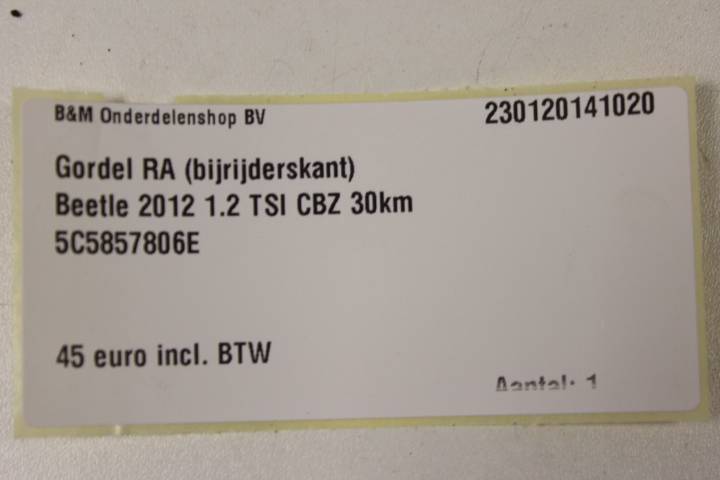 B&M Onderdelenshop BV 230120141020
Gordel RA (bijrijderskant)
Beetle 2012 1.2 TSI CBZ 30km
5C5857806E
45 euro incl. BTW
Aantal: 1